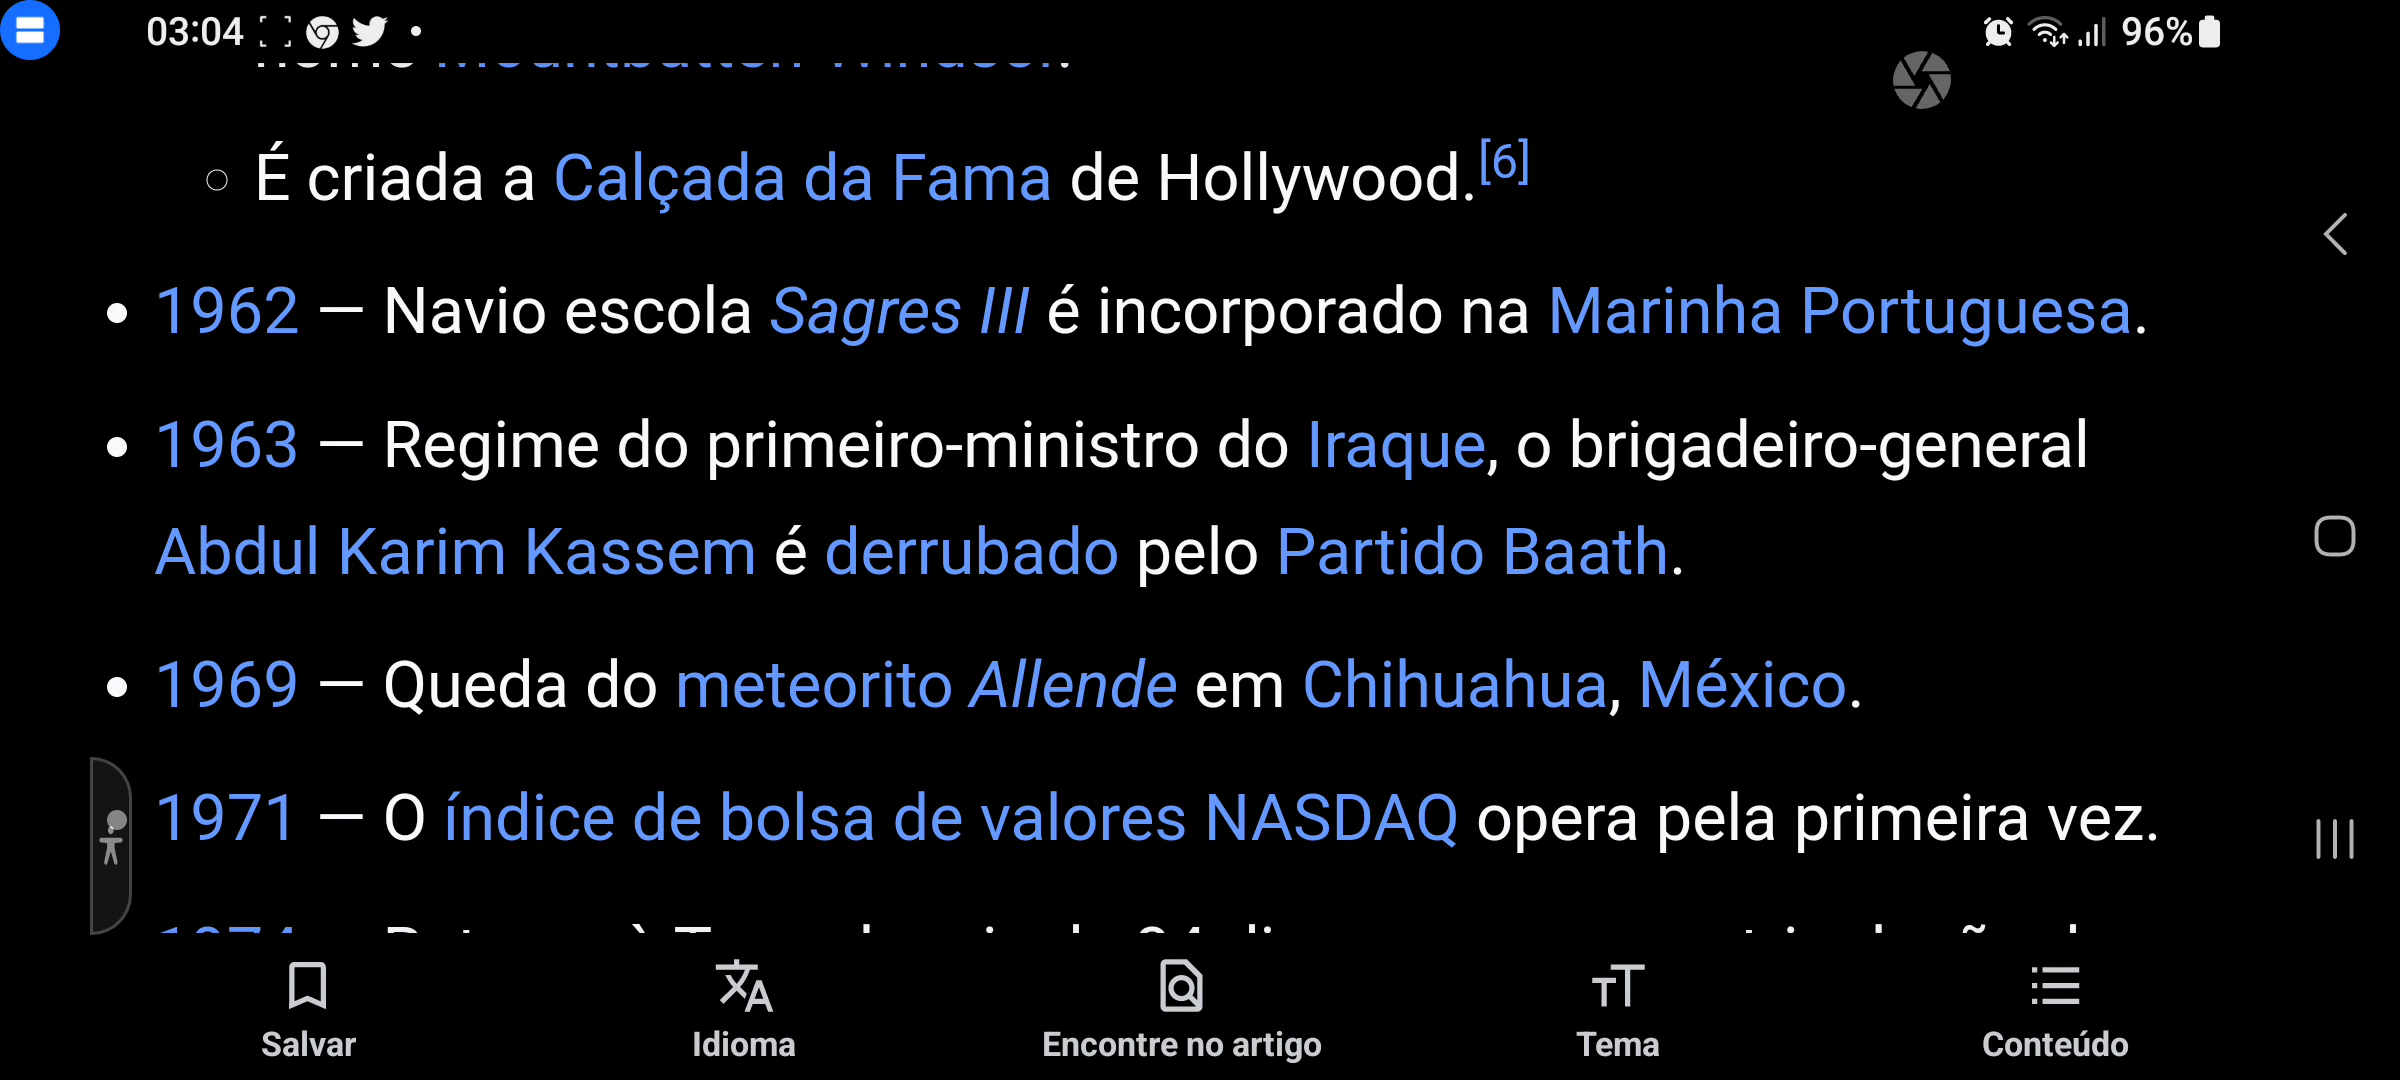 03:04
96%
É criada a Calçada da Fama de Hollywood.[6]
1962 — Navio escola Sagres III é incorporado na Marinha Portuguesa.
1963 — Regime do primeiro-ministro do Iraque, o brigadeiro-general
Abdul Karim Kassem é derrubado pelo Partido Baath.
1969 — Queda do meteorito Allende em Chihuahua, México.
1971 — O índice de bolsa de valores NASDAQ opera pela primeira vez.
Salvar
Idioma
Encontre no artigo
Tema
Conteúdo